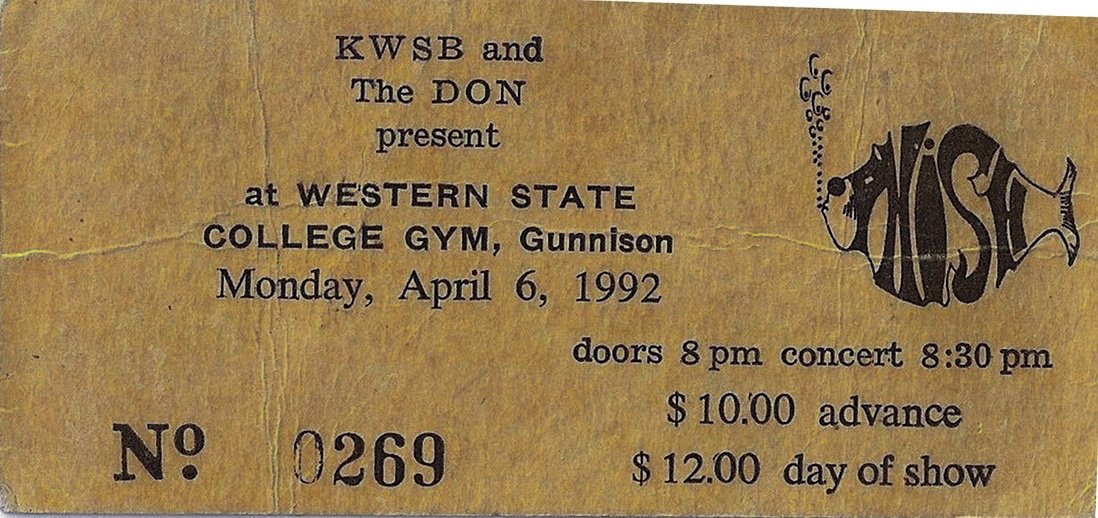 KWSB and
The DON
present
at WESTERN STATE
COLLEGE GYM, Gunnison
Monday, April 6, 1992
PHiSH
doors 8 pm concert 8:30 pm
$ 10.00 advance
$ 12.00 day of show
No. 0269